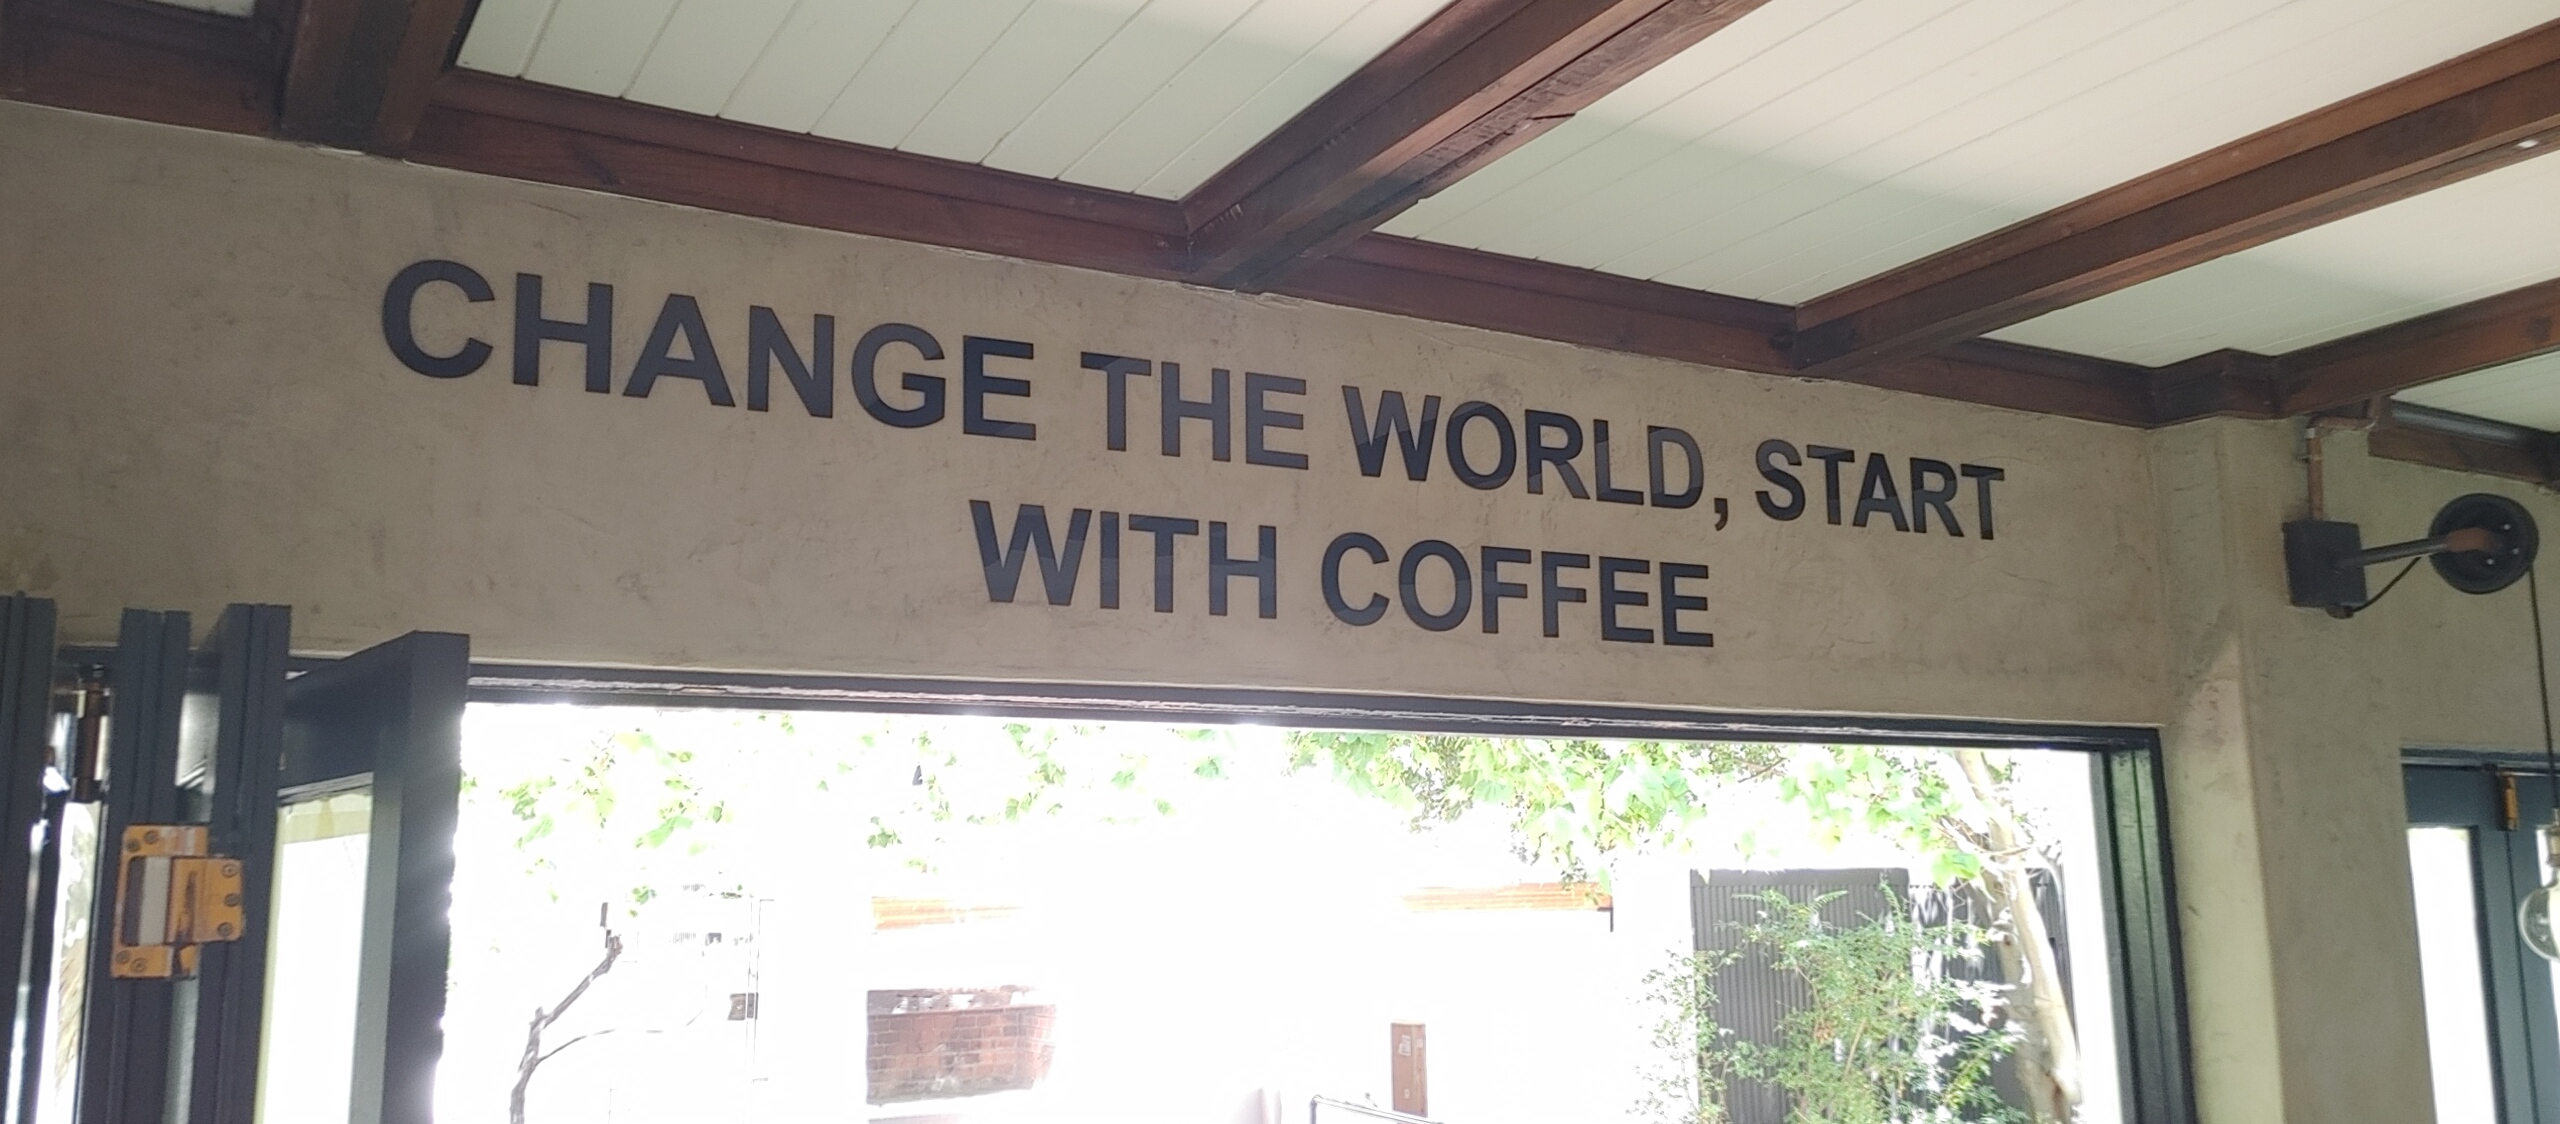 CHANGE THE WORLD, START
WITH COFFEE